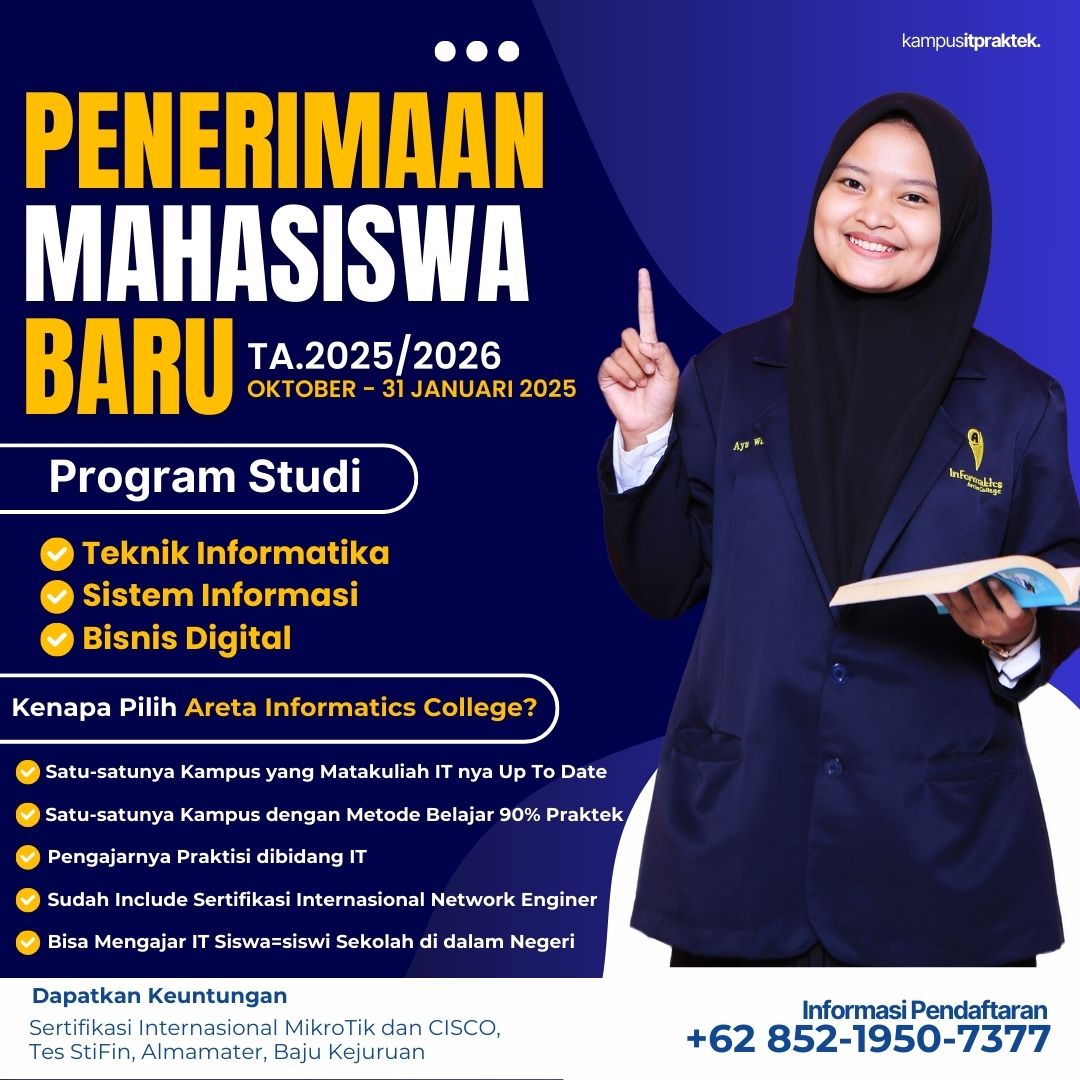 kampusitpraktek.
PENERIMAAN
MAHASISWA
BARU
TA.2025/2026
OKTOBER - 31 JANUARI 2025
Program Studi
Teknik Informatika
Sistem Informasi
Bisnis Digital
Kenapa Pilih Areta Informatics College?
Satu-satunya Kampus yang Matakuliah IT nya Up To Date
Satu-satunya Kampus dengan Metode Belajar 90% Praktek
Pengajarnya Praktisi dibidang IT
Sudah Include Sertifikasi Internasional Network Enginer
Bisa Mengajar IT Siswa=siswi Sekolah di dalam Negeri
Ayu
Informatics
Areta College
Dapatkan Keuntungan
Sertifikasi Internasional MikroTik dan CISCO,
Tes StiFin, Almamater, Baju Kejuruan
Informasi Pendaftaran
+62 852-1950-7377